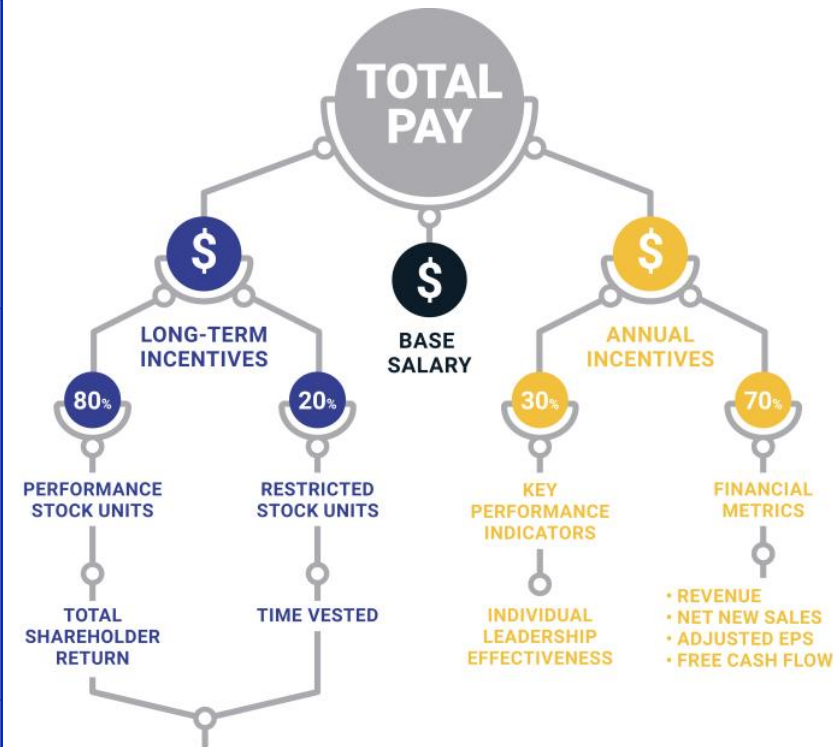 TOTAL
PAY
$
LONG-TERM
INCENTIVES
80%
PERFORMANCE
STOCK UNITS
TOTAL
SHAREHOLDER
RETURN
20%
RESTRICTED
STOCK UNITS
TIME VESTED
$
BASE
SALARY
$
ANNUAL
INCENTIVES
30%
KEY
PERFORMANCE
INDICATORS
INDIVIDUAL
LEADERSHIP
EFFECTIVENESS
70%
FINANCIAL
METRICS
• REVENUE
• NET NEW SALES
• ADJUSTED EPS
• FREE CASH FLOW